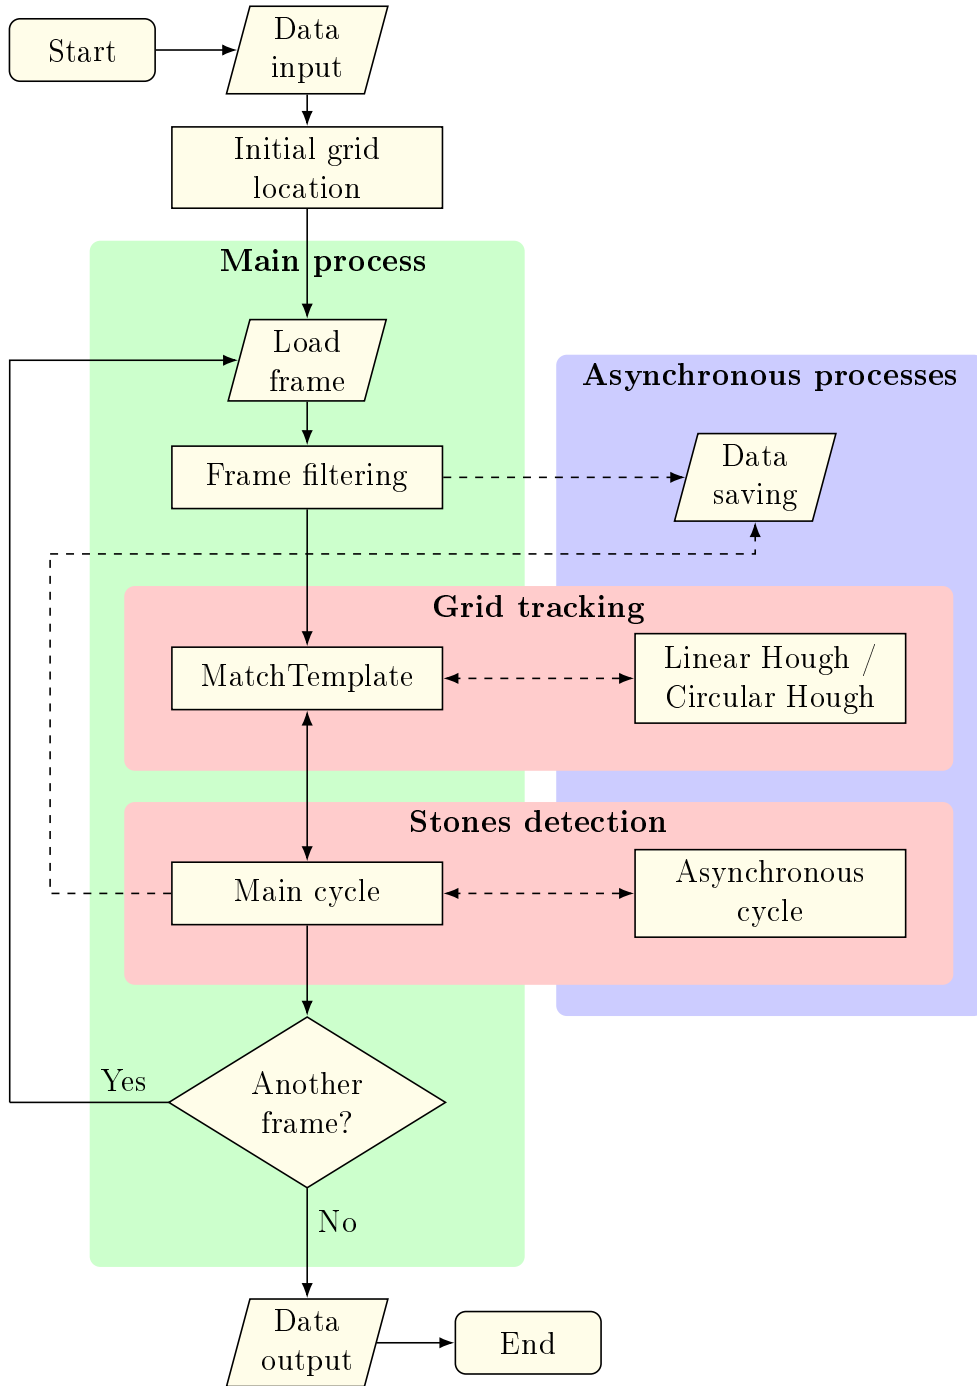 Start
Data
input
Initial grid
location
Main process
Load
frame
Asynchronous processes
Frame filtering
Data
saving
Grid tracking
MatchTemplate
Linear Hough /
Circular Hough
Stones detection
Main cycle
Asynchronous
cycle
Yes
Another
frame?
No
Data
output
End